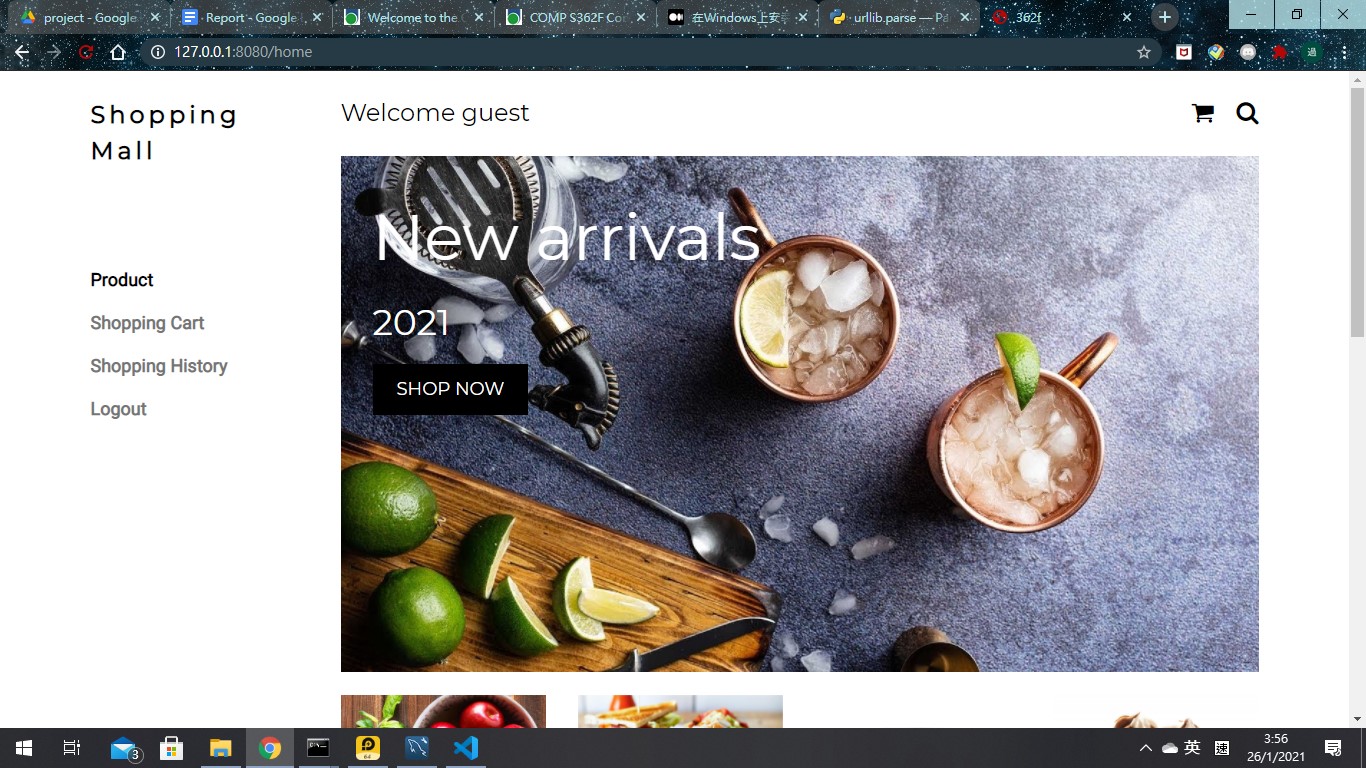 project - Google
Report - Google
Welcome to the
COMP S362F Co
在Windows上安
urllib.parse — Pa
362f
127.0.0.1:8080/home
Shopping
Mall
Welcome guest
Product
Shopping Cart
Shopping History
Logout
New arrivals
2021
SHOP NOW
3
英
速
3:56
26/1/2021